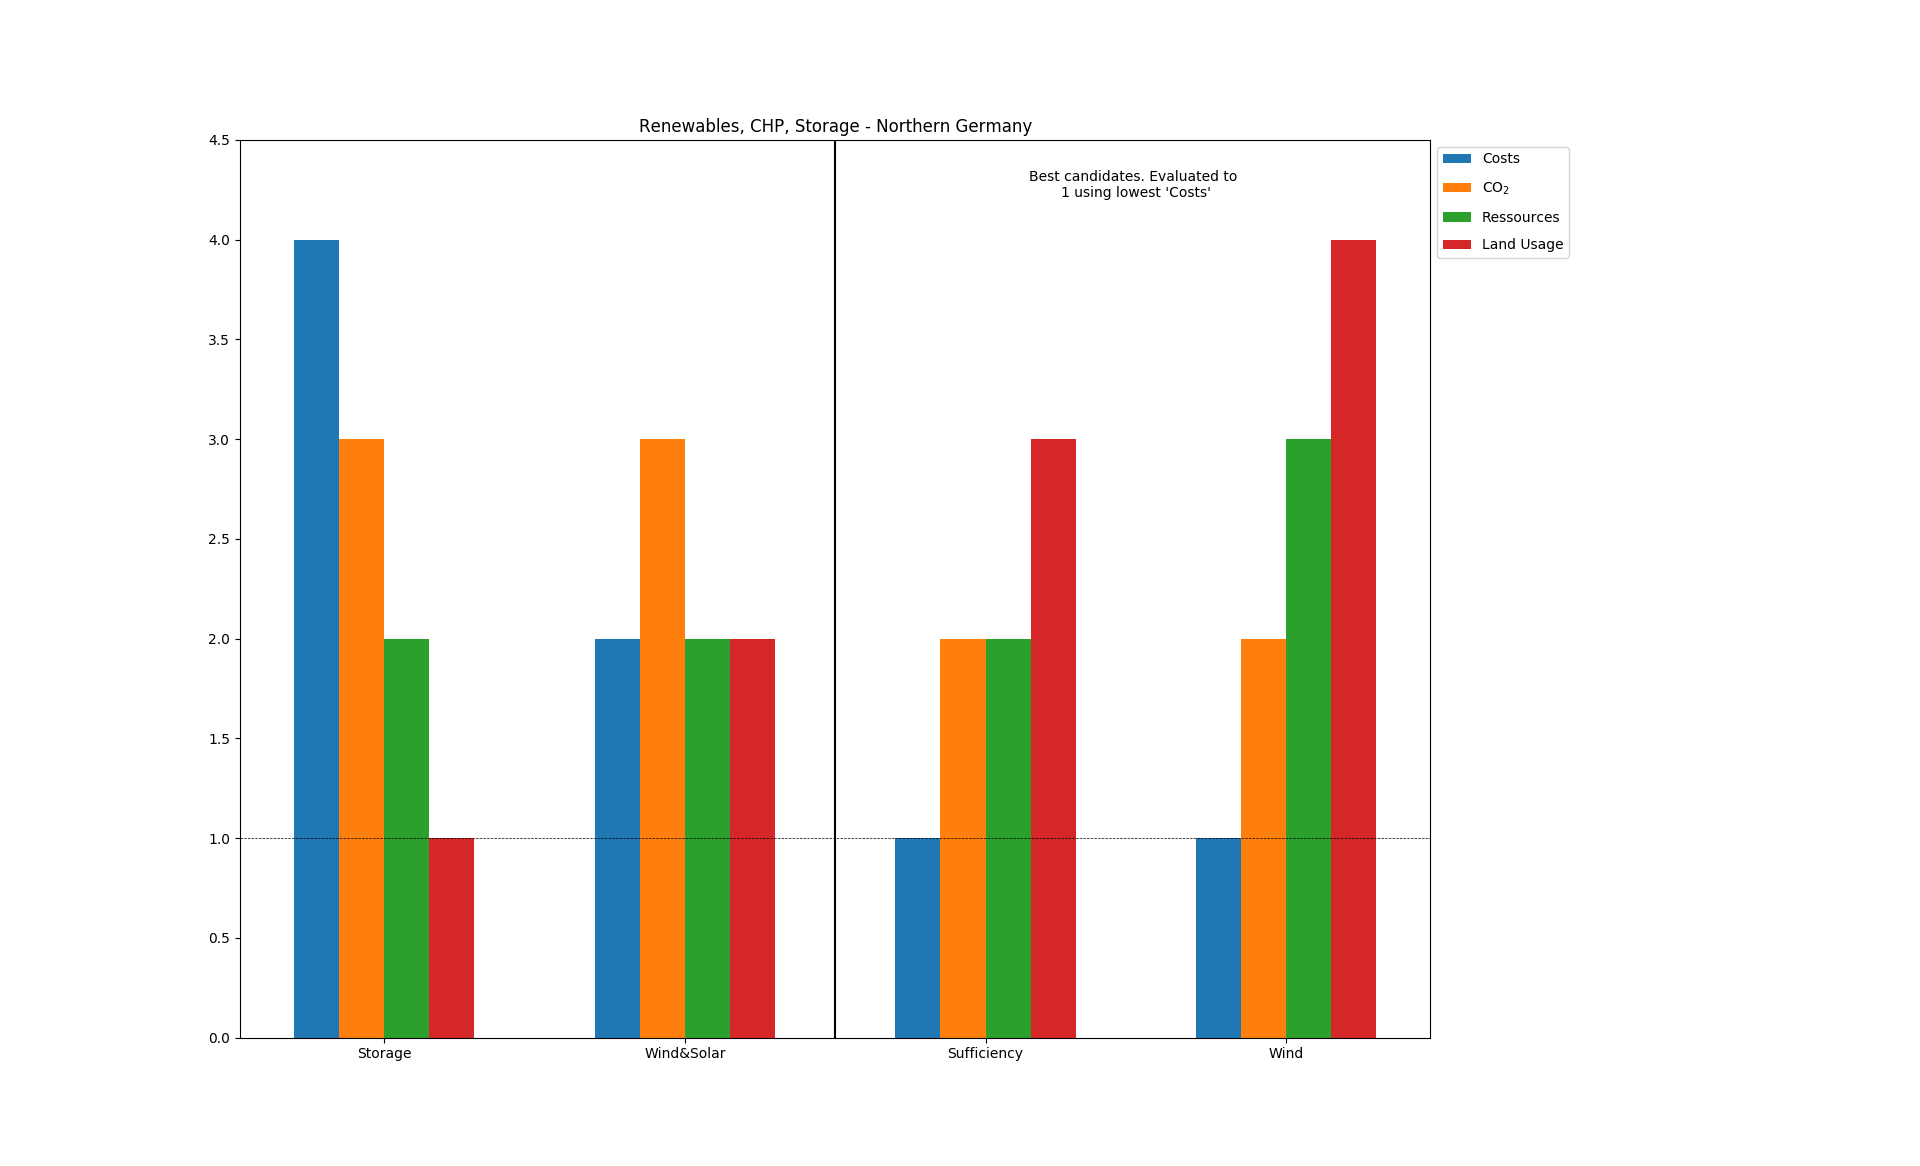 Renewables, CHP, Storage - Northern Germany
4.5
4.0
3.5
3.0
2.5
2.0
1.5
1.0
0.5
0.0
Best candidates. Evaluated to
1 using lowest 'Costs'
Costs
CO₂
Ressources
Land Usage
Storage
Wind&Solar
Sufficiency
Wind